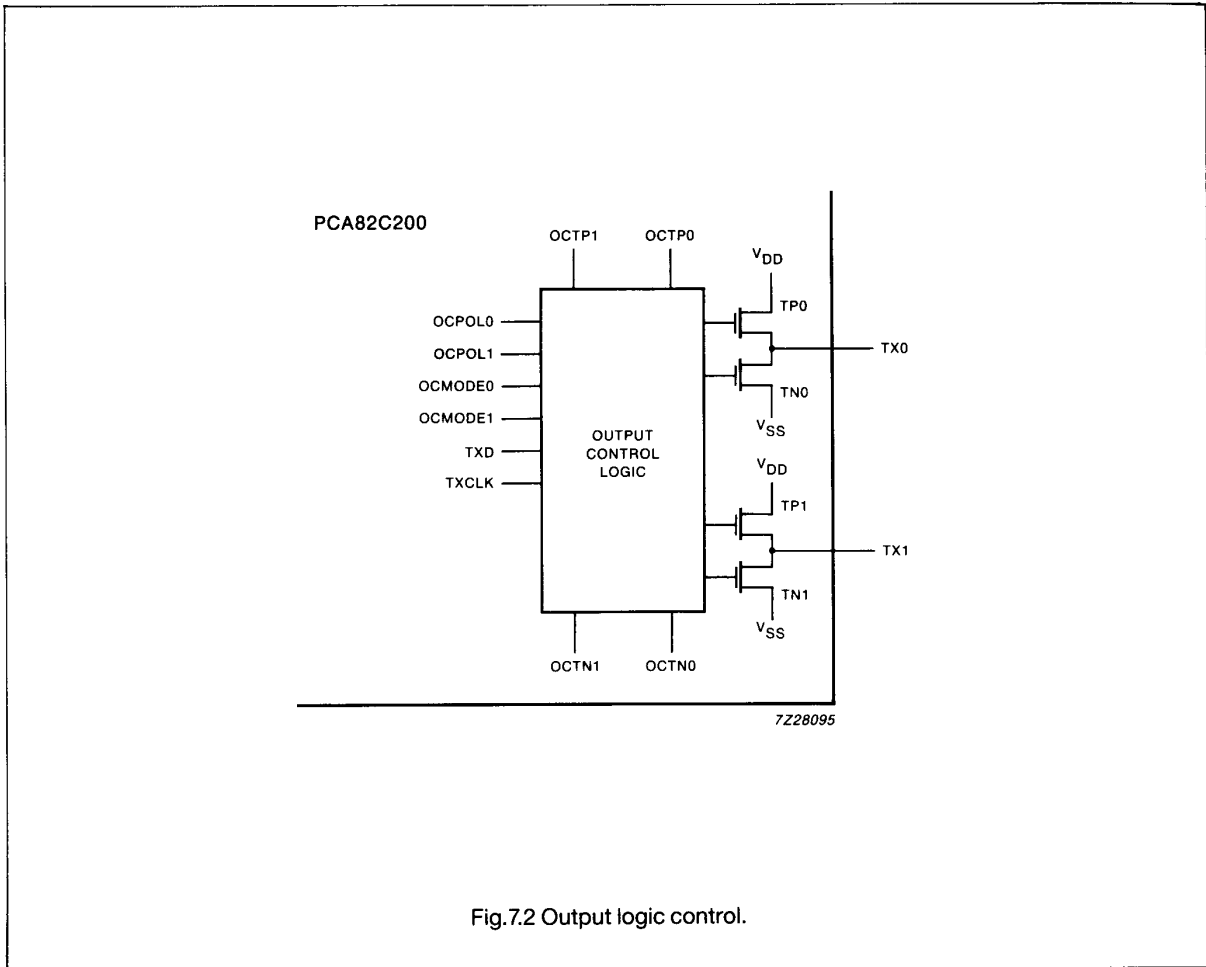 PCA82C200
OCTP1
OCTP0
VDD
TP0
OCPOL0
OCPOL1
OCMODE0
OCMODE1
TXD
TXCLK
OUTPUT
CONTROL
LOGIC
TX0
TN0
VSS
VDD
TP1
TX1
TN1
VSS
OCTN1
OCTN0
7Z28095
Fig.7.2 Output logic control.